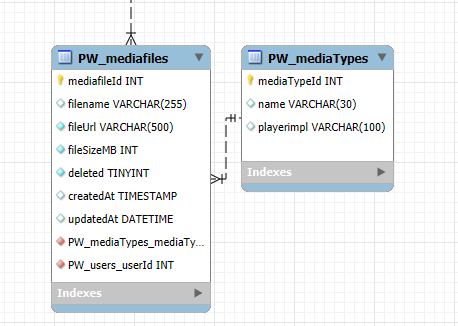 PW_mediafiles
mediafileId INT
filename VARCHAR(255)
fileUrl VARCHAR(500)
fileSizeMB INT
deleted TINYINT
createdAt TIMESTAMP
updatedAt DATETIME
PW_mediaTypes_mediaTy...
PW_users_userId INT
Indexes
PW_mediaTypes
mediaTypeId INT
name VARCHAR(30)
playerimpl VARCHAR(100)
Indexes